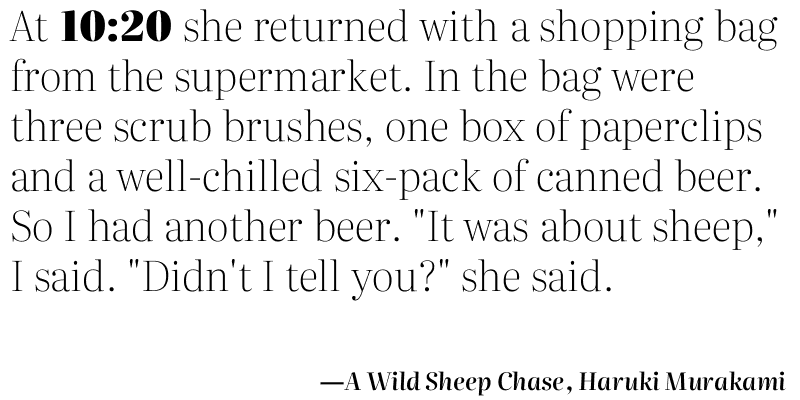 At 10:20 she returned with a shopping bag
from the supermarket. In the bag were
three scrub brushes, one box of paperclips
and a well-chilled six-pack of canned beer.
So I had another beer. "It was about sheep,"
I said. "Didn't I tell you?" she said.
—A Wild Sheep Chase, Haruki Murakami